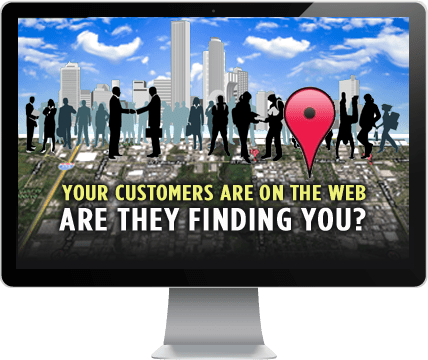 YOUR CUSTOMERS ARE ON THE WEB
ARE THEY FINDING YOU?